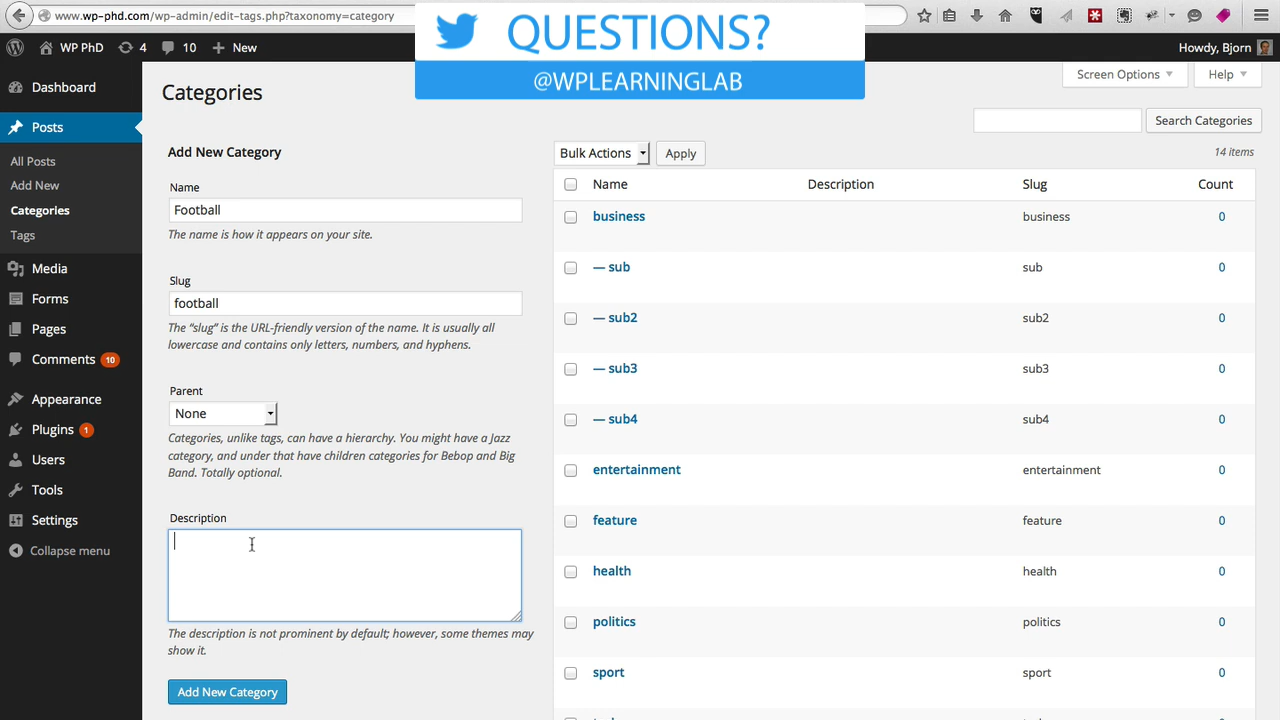 www.wp-phd.com/wp-admin/edit-tags.php?taxonomy=category
QUESTIONS?
@WPLEARNINGLAB
WP PhD
4
10
+ New
Howdy, Bjorn
Dashboard
Posts
All Posts
Add New
Categories
Tags
Media
Forms
Pages
Comments 10
Appearance
Plugins 1
Users
Tools
Settings
Collapse menu
Categories
Screen Options
Help
Search Categories
Add New Category
Name
Football
The name is how it appears on your site.
Slug
football
The “slug” is the URL-friendly version of the name. It is usually all
lowercase and contains only letters, numbers, and hyphens.
Parent
None
Categories, unlike tags, can have a hierarchy. You might have a Jazz
category, and under that have children categories for Bebop and Big
Band. Totally optional.
Description
The description is not prominent by default; however, some themes may
show it.
Add New Category
Bulk Actions
Apply
14 items
Name Description Slug Count
business business 0
— sub sub 0
— sub2 sub2 0
— sub3 sub3 0
— sub4 sub4 0
entertainment entertainment 0
feature feature 0
health health 0
politics politics 0
sport sport 0